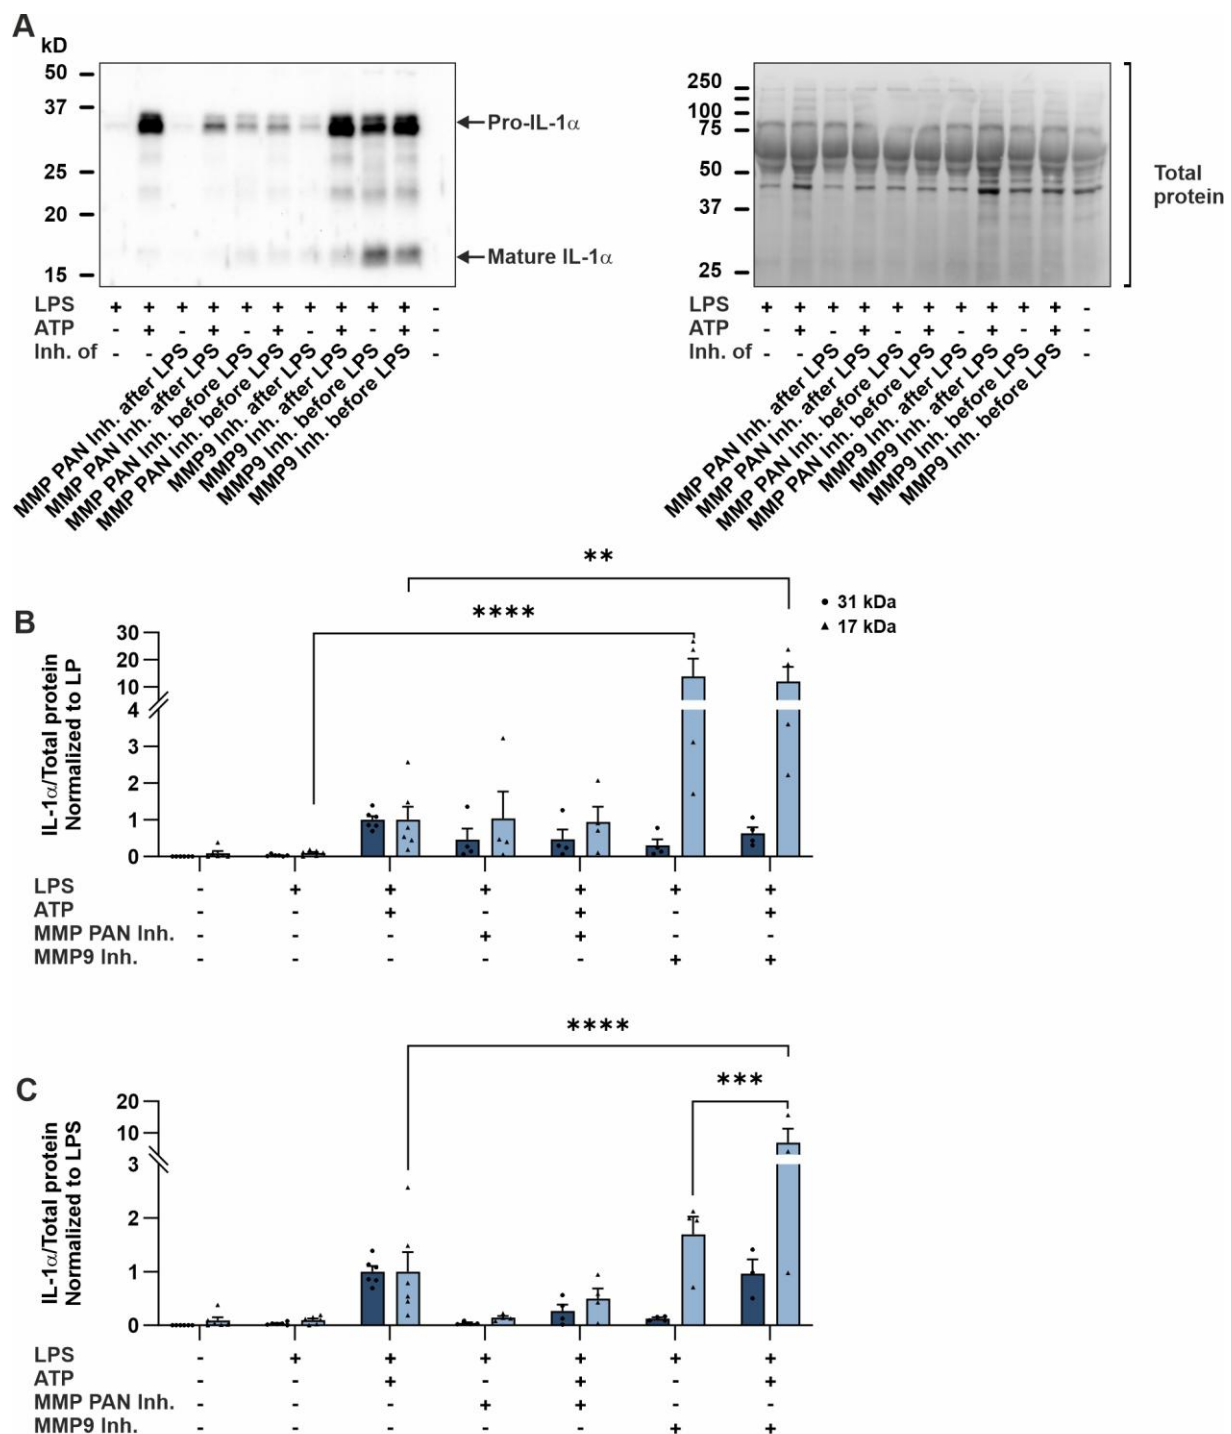 A
kD
50
37
25
20
15
Pro-IL-1α
Mature IL-1α
LPS + + + + + + + + + + -
ATP - + - + - + - + - + -
Inh. of - - -
MMP PAN Inh. after LPS
MMP PAN Inh. after LPS
MMP PAN Inh. before LPS
MMP PAN Inh. before LPS
MMP9 Inh. after LPS
MMP9 Inh. after LPS
MMP9 Inh. before LPS
MMP9 Inh. before LPS
250
100
75
50
37
25
Total
protein
LPS + + + + + + + + + + -
ATP - + - + - + - + - + -
Inh. of - - -
MMP PAN Inh. after LPS
MMP PAN Inh. after LPS
MMP PAN Inh. before LPS
MMP PAN Inh. before LPS
MMP9 Inh. after LPS
MMP9 Inh. after LPS
MMP9 Inh. before LPS
MMP9 Inh. before LPS
**
****
31 kDa
17 kDa
B
IL-1α/Total protein
Normalized to LP
30
20
10
4
3
2
1
0
LPS - + + + + + +
ATP - - + - + - +
MMP PAN Inh. - - - + + - -
MMP9 Inh. - - - - - + +
****
***
C
IL-1α/Total protein
Normalized to LPS
20
10
3
2
1
0
LPS - + + + + + +
ATP - - + - + - +
MMP PAN Inh. - - - + + - -
MMP9 Inh. - - - - - + +